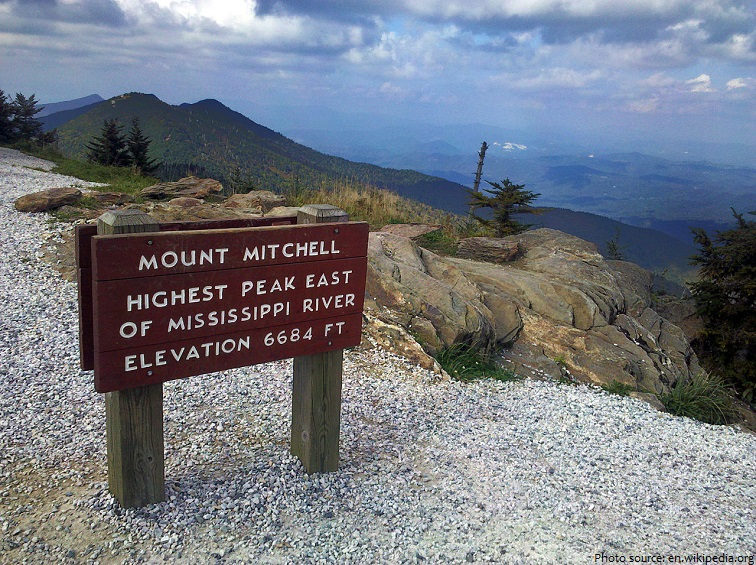 MOUNT MITCHELL
HIGHEST PEAK EAST
OF MISSISSIPPI RIVER
ELEVATION 6684 FT
Photo source: en.wikipedia.org